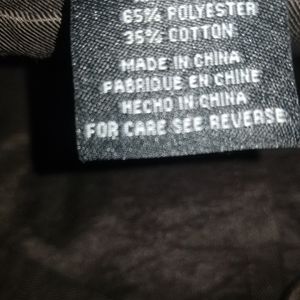 65% POLYESTER
35% COTTON
MADE IN CHINA
FABRIQUE EN CHINE
HECHO IN CHINA
FOR CARE SEE REVERSE